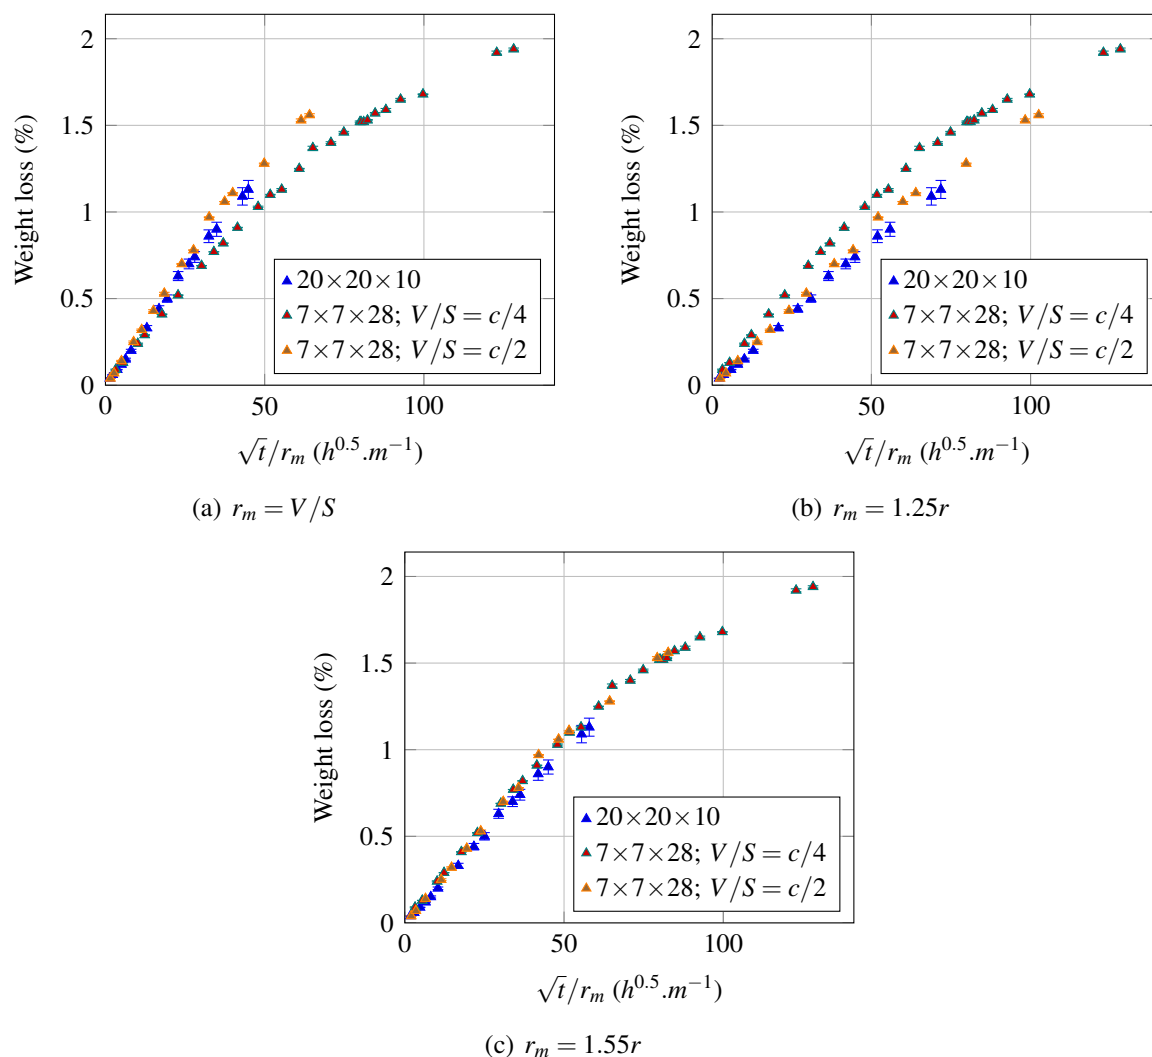 2
1.5
1
0.5
0
0 50 100
Weight loss (%)
√t/r_m (h^0.5.m^−1)
20×20×10
7×7×28; V/S = c/4
7×7×28; V/S = c/2
(a) r_m = V/S
2
1.5
1
0.5
0
0 50 100
Weight loss (%)
√t/r_m (h^0.5.m^−1)
20×20×10
7×7×28; V/S = c/4
7×7×28; V/S = c/2
(b) r_m = 1.25r
2
1.5
1
0.5
0
0 50 100
Weight loss (%)
√t/r_m (h^0.5.m^−1)
20×20×10
7×7×28; V/S = c/4
7×7×28; V/S = c/2
(c) r_m = 1.55r